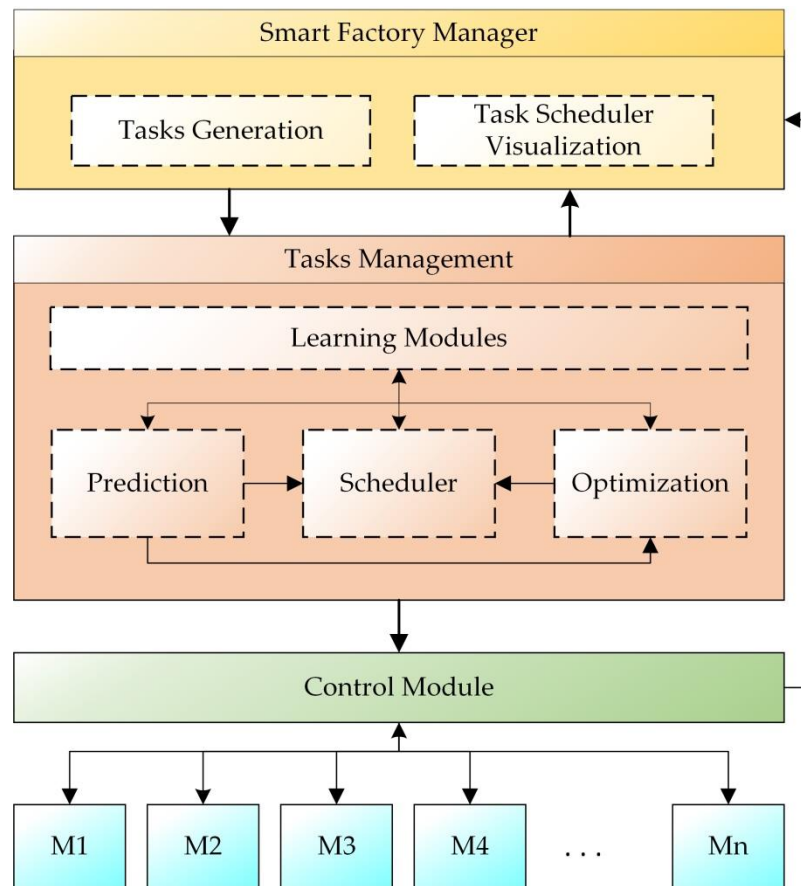 Smart Factory Manager
Tasks Generation
Task Scheduler
Visualization
Tasks Management
Learning Modules
Prediction
Scheduler
Optimization
Control Module
M1
M2
M3
M4
. . .
Mn